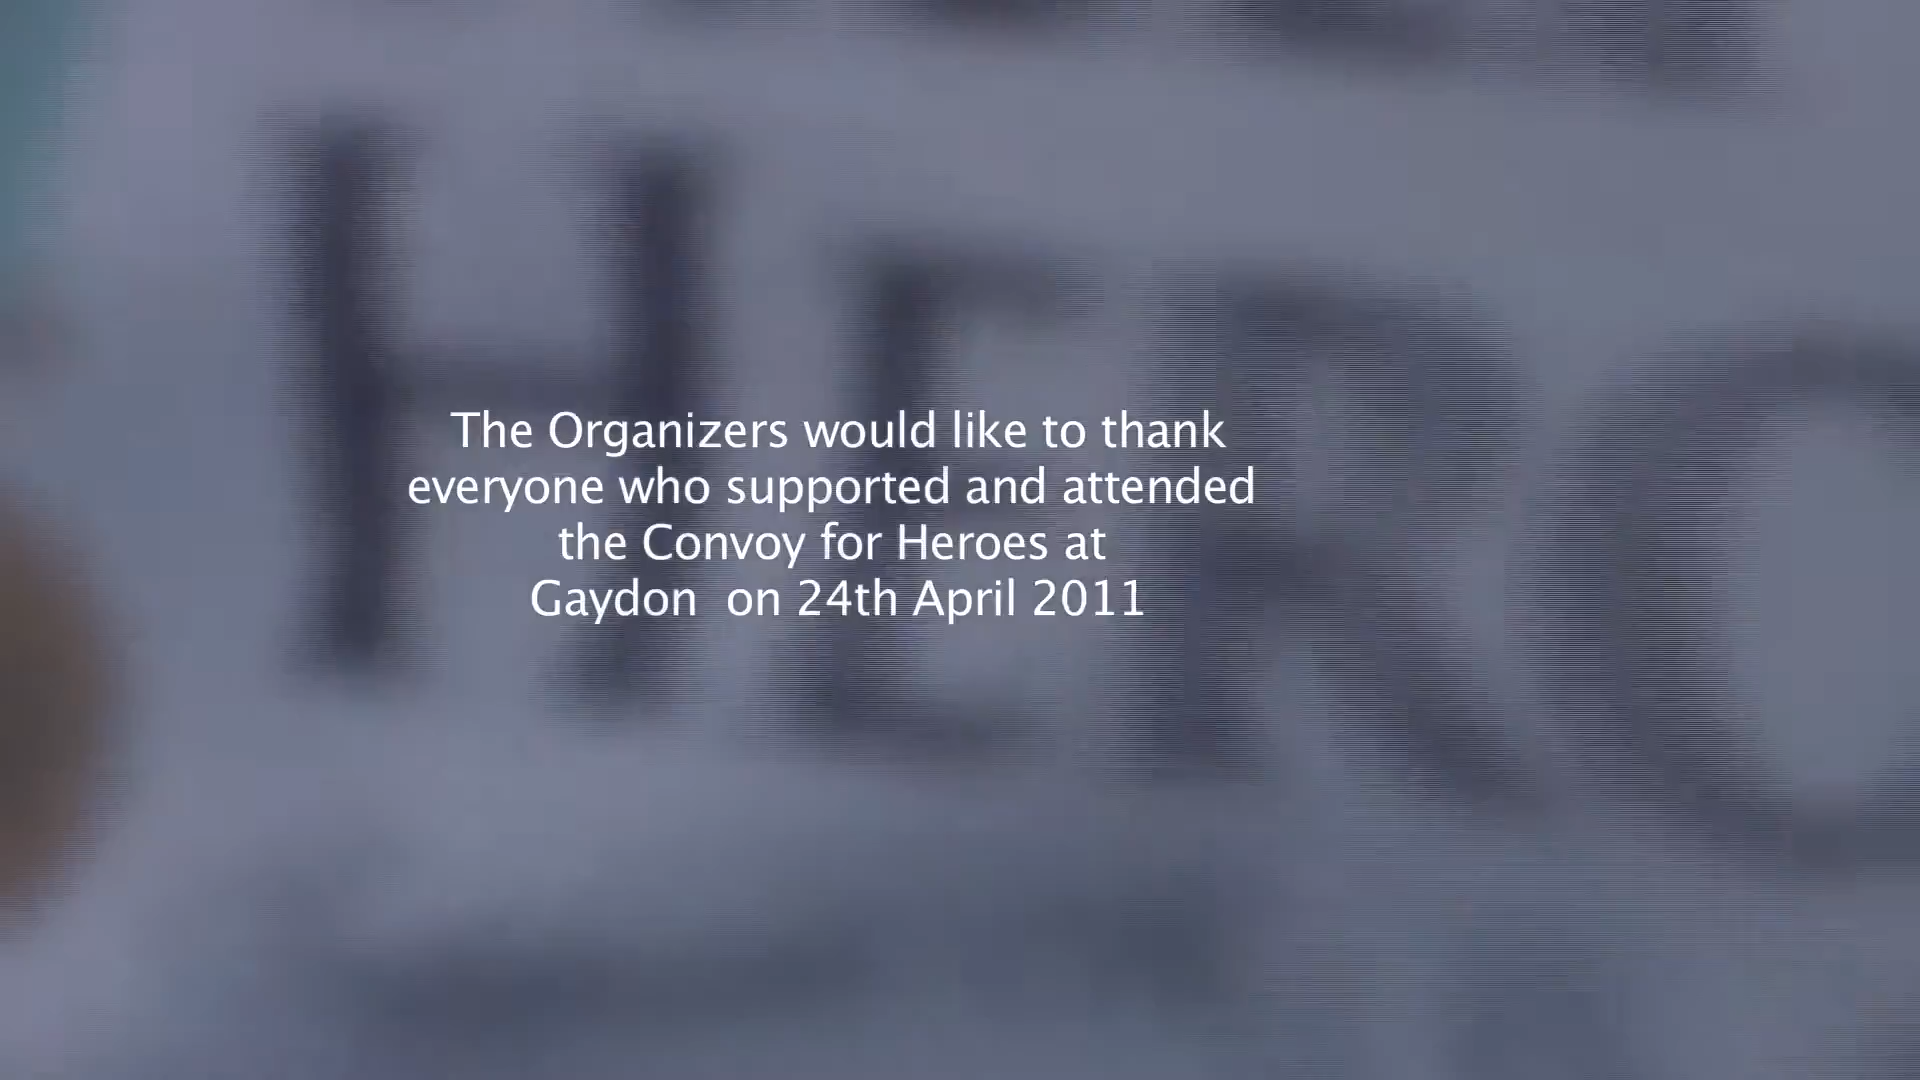 The Organizers would like to thank
everyone who supported and attended
the Convoy for Heroes at
Gaydon  on 24th April 2011
HERO